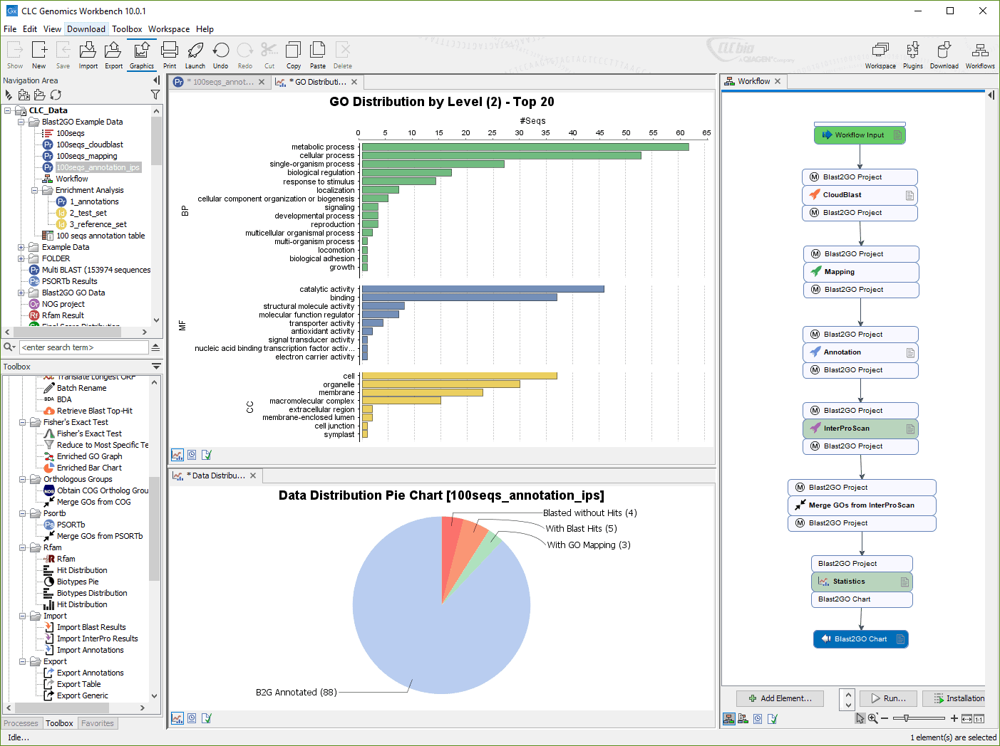 CLC Genomics Workbench 10.0.1
File Edit View Download Toolbox Workspace Help
Show New Save Import Export Graphics Print Launch Undo Redo Cut Copy Paste Delete
CLC bio
A QIAGEN Company
Workspace Plugins Download Workflows
Navigation Area
CLC_Data
Blast2GO Example Data
100seqs
100seqs_cloudblast
100seqs_mapping
100seqs_annotation_ips
Workflow
Enrichment Analysis
1_annotations
2_test_set
3_reference_set
100 seqs annotation table
Example Data
FOLDER
Multi BLAST (153974 sequences
PSORTb Results
Blast2GO GO Data
NOG project
Rfam Result
<enter search term>
Toolbox
Translate Longest ORF
Batch Rename
BDA
Retrieve Blast Top-Hit
Fisher's Exact Test
Fisher's Exact Test
Reduce to Most Specific Te
Enriched GO Graph
Enriched Bar Chart
Orthologous Groups
Obtain COG Ortholog Grou
Merge GOs from COG
Psortb
PSORTb
Merge GOs from PSORTb
Rfam
Rfam
Hit Distribution
Biotypes Pie
Biotypes Distribution
Hit Distribution
Import
Import Blast Results
Import InterPro Results
Import Annotations
Export
Export Annotations
Export Table
Export Generic
Processes Toolbox Favorites
Idle...
* 100seqs_annot...
* GO Distributi...
GO Distribution by Level (2) - Top 20
#Seqs
0 5 10 15 20 25 30 35 40 45 50 55 60 65
BP
metabolic process
cellular process
single-organism process
biological regulation
response to stimulus
localization
cellular component organization or biogenesis
signaling
developmental process
reproduction
multicellular organismal process
multi-organism process
locomotion
biological adhesion
growth
MF
catalytic activity
binding
structural molecule activity
molecular function regulator
transporter activity
antioxidant activity
signal transducer activity
nucleic acid binding transcription factor activ...
electron carrier activity
CC
cell
organelle
membrane
macromolecular complex
extracellular region
membrane-enclosed lumen
cell junction
symplast
* Data Distribu...
Data Distribution Pie Chart [100seqs_annotation_ips]
Blasted without Hits (4)
With Blast Hits (5)
With GO Mapping (3)
B2G Annotated (88)
Workflow
Workflow Input
Blast2GO Project
CloudBlast
Blast2GO Project
Blast2GO Project
Mapping
Blast2GO Project
Blast2GO Project
Annotation
Blast2GO Project
Blast2GO Project
InterProScan
Blast2GO Project
Blast2GO Project
Merge GOs from InterProScan
Blast2GO Project
Blast2GO Project
Statistics
Blast2GO Chart
Blast2GO Chart
Add Element...
Run...
Installation
1 element(s) are selected